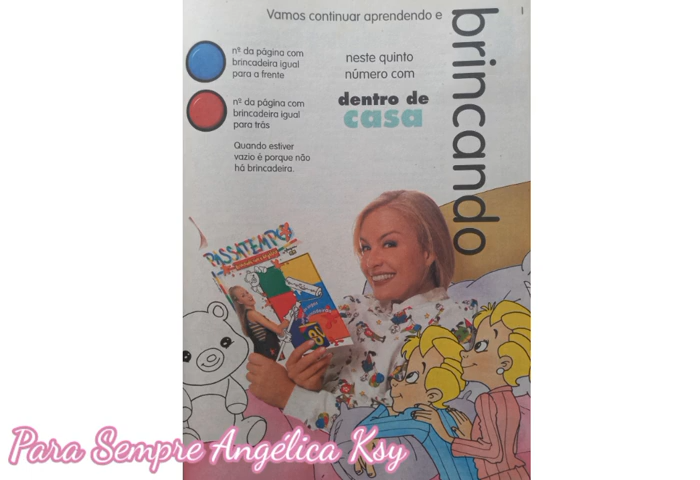 Vamos continuar aprendendo e
brincando
nº da página com
brincadeira igual
para a frente
neste quinto
número com
dentro de
casa
nº da página com
brincadeira igual
para trás
Quando estiver
vazio é porque não
há brincadeira.
PASSATEMPO
Para Sempre Angélica Ksy